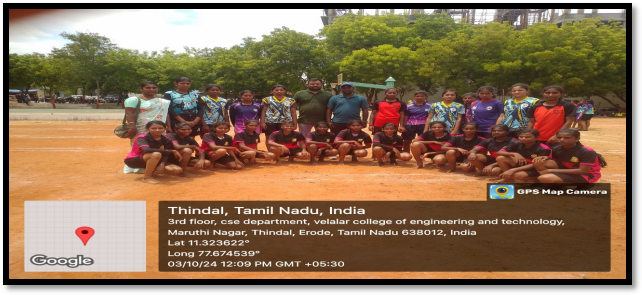 GPS Map Camera
Thindal, Tamil Nadu, India
3rd floor, cse department, velalar college of engineering and technology,
Maruthi Nagar, Thindal, Erode, Tamil Nadu 638012, India
Lat 11.323622°
Long 77.674539°
03/10/24 12:09 PM GMT +05:30
Google